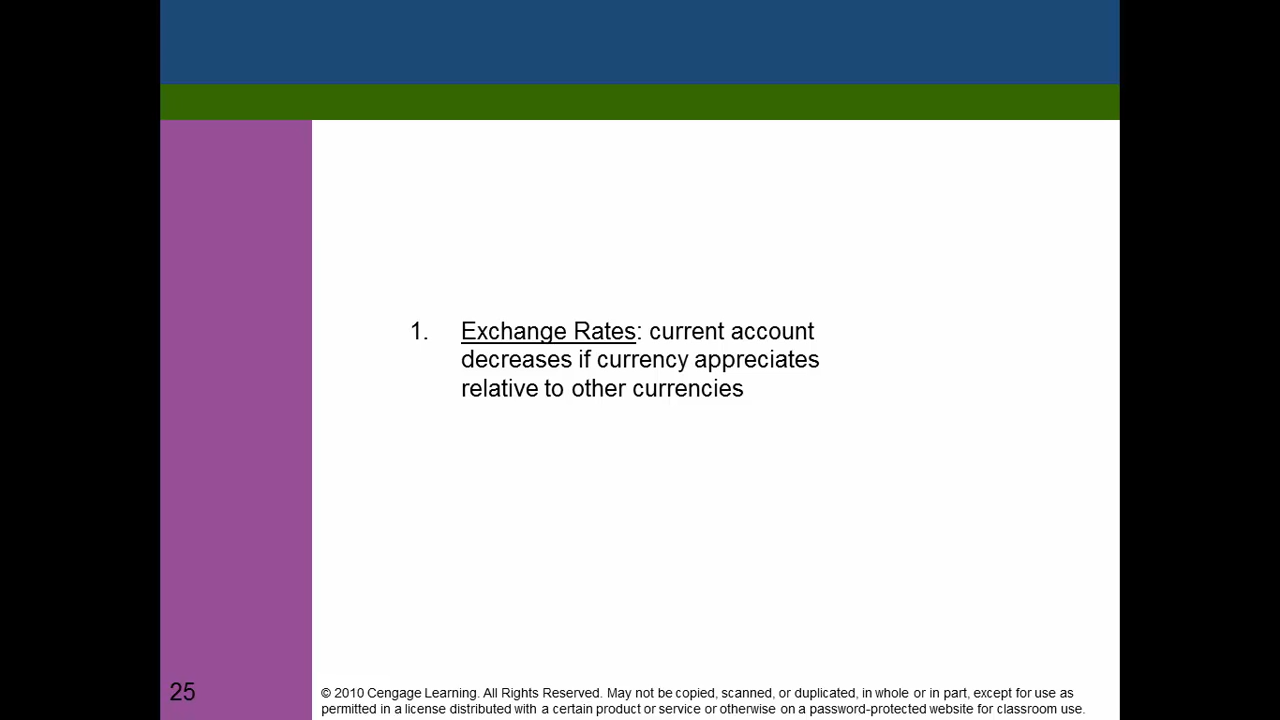 1. Exchange Rates: current account
decreases if currency appreciates
relative to other currencies
25
© 2010 Cengage Learning. All Rights Reserved. May not be copied, scanned, or duplicated, in whole or in part, except for use as
permitted in a license distributed with a certain product or service or otherwise on a password-protected website for classroom use.